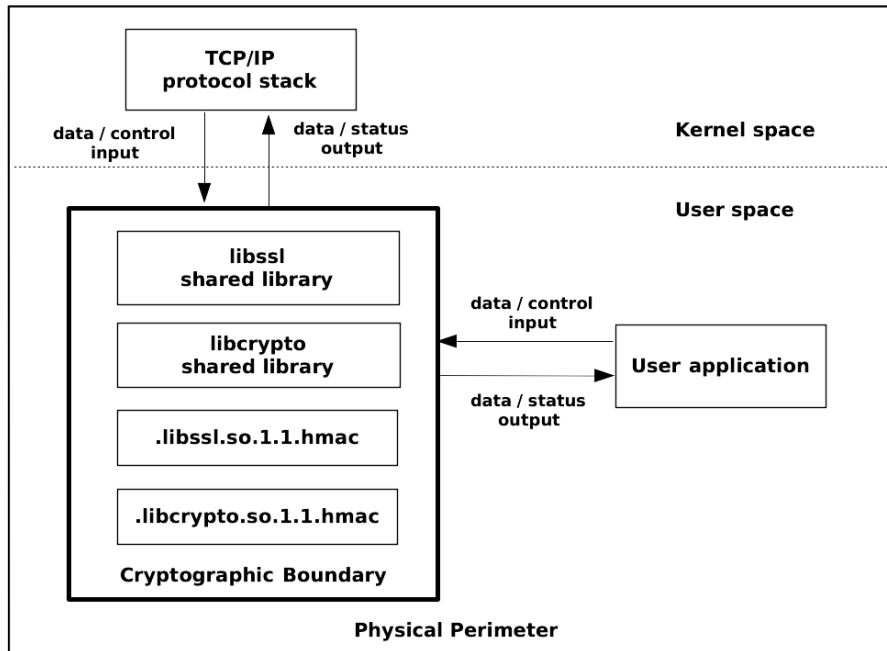 TCP/IP
protocol stack
data / control
input
data / status
output
Kernel space
User space
libssl
shared library
libcrypto
shared library
.libssl.so.1.1.hmac
.libcrypto.so.1.1.hmac
Cryptographic Boundary
data / control
input
User application
data / status
output
Physical Perimeter